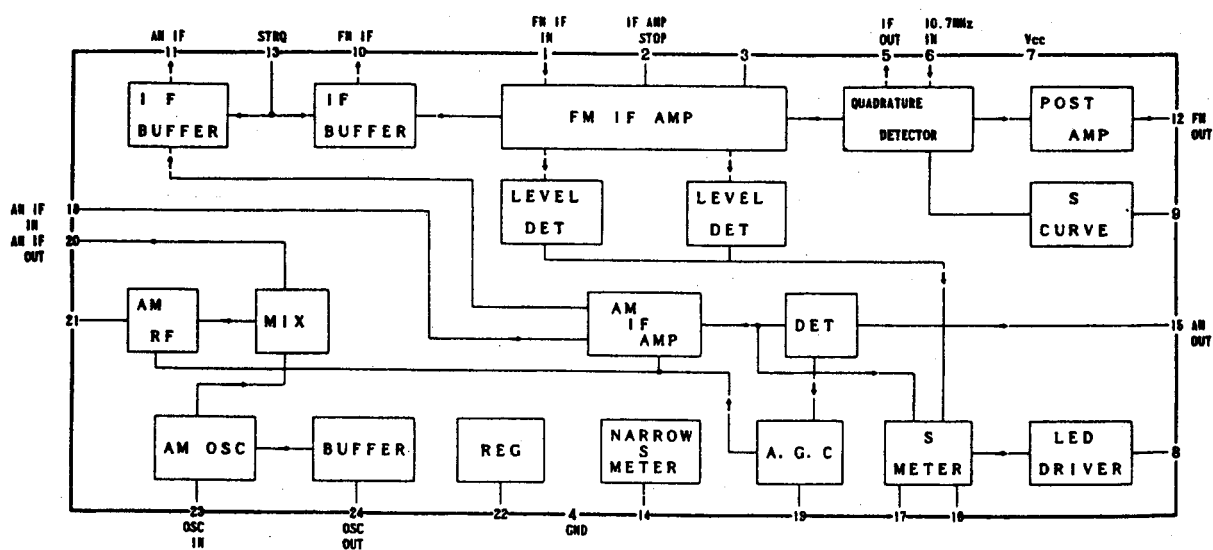 AM IF
11
STRQ
13
FM IF
10
FM IF
IN
1
IF AMP
STOP
2
3
IF
OUT
5
10.7MHz
IN
6
Vcc
7
IF
BUFFER
IF
BUFFER
FM IF AMP
QUADRATURE
DETECTOR
POST
AMP
12 FM
OUT
LEVEL
DET
LEVEL
DET
S
CURVE
9
AM IF
IN
AM IF 20
OUT
21
AM
RF
MIX
AM
IF
AMP
DET
15 AM
OUT
AM OSC
BUFFER
REG
NARROW
S
METER
A.G.C
S
METER
LED
DRIVER
8
23
OSC
IN
24
OSC
OUT
22
4
GND
14
19
17